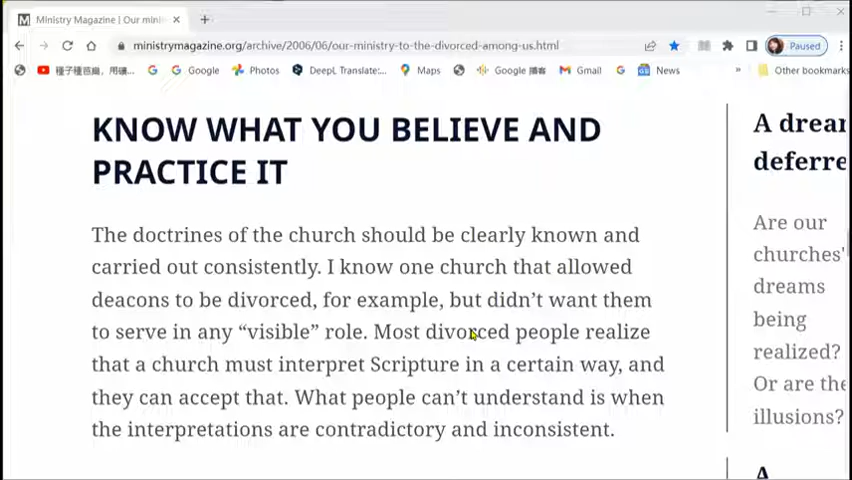 Ministry Magazine | Our mini
ministrymagazine.org/archive/2006/06/our-ministry-to-the-divorced-among-us.html
Paused
Google
Photos
DeepL Translate:...
Maps
Google 播客
Gmail
News
»
Other bookmarks
KNOW WHAT YOU BELIEVE AND
PRACTICE IT
The doctrines of the church should be clearly known and
carried out consistently. I know one church that allowed
deacons to be divorced, for example, but didn’t want them
to serve in any “visible” role. Most divorced people realize
that a church must interpret Scripture in a certain way, and
they can accept that. What people can’t understand is when
the interpretations are contradictory and inconsistent.
A drear
deferre
Are our
churches'
dreams
being
realized?
Or are the
illusions?
A